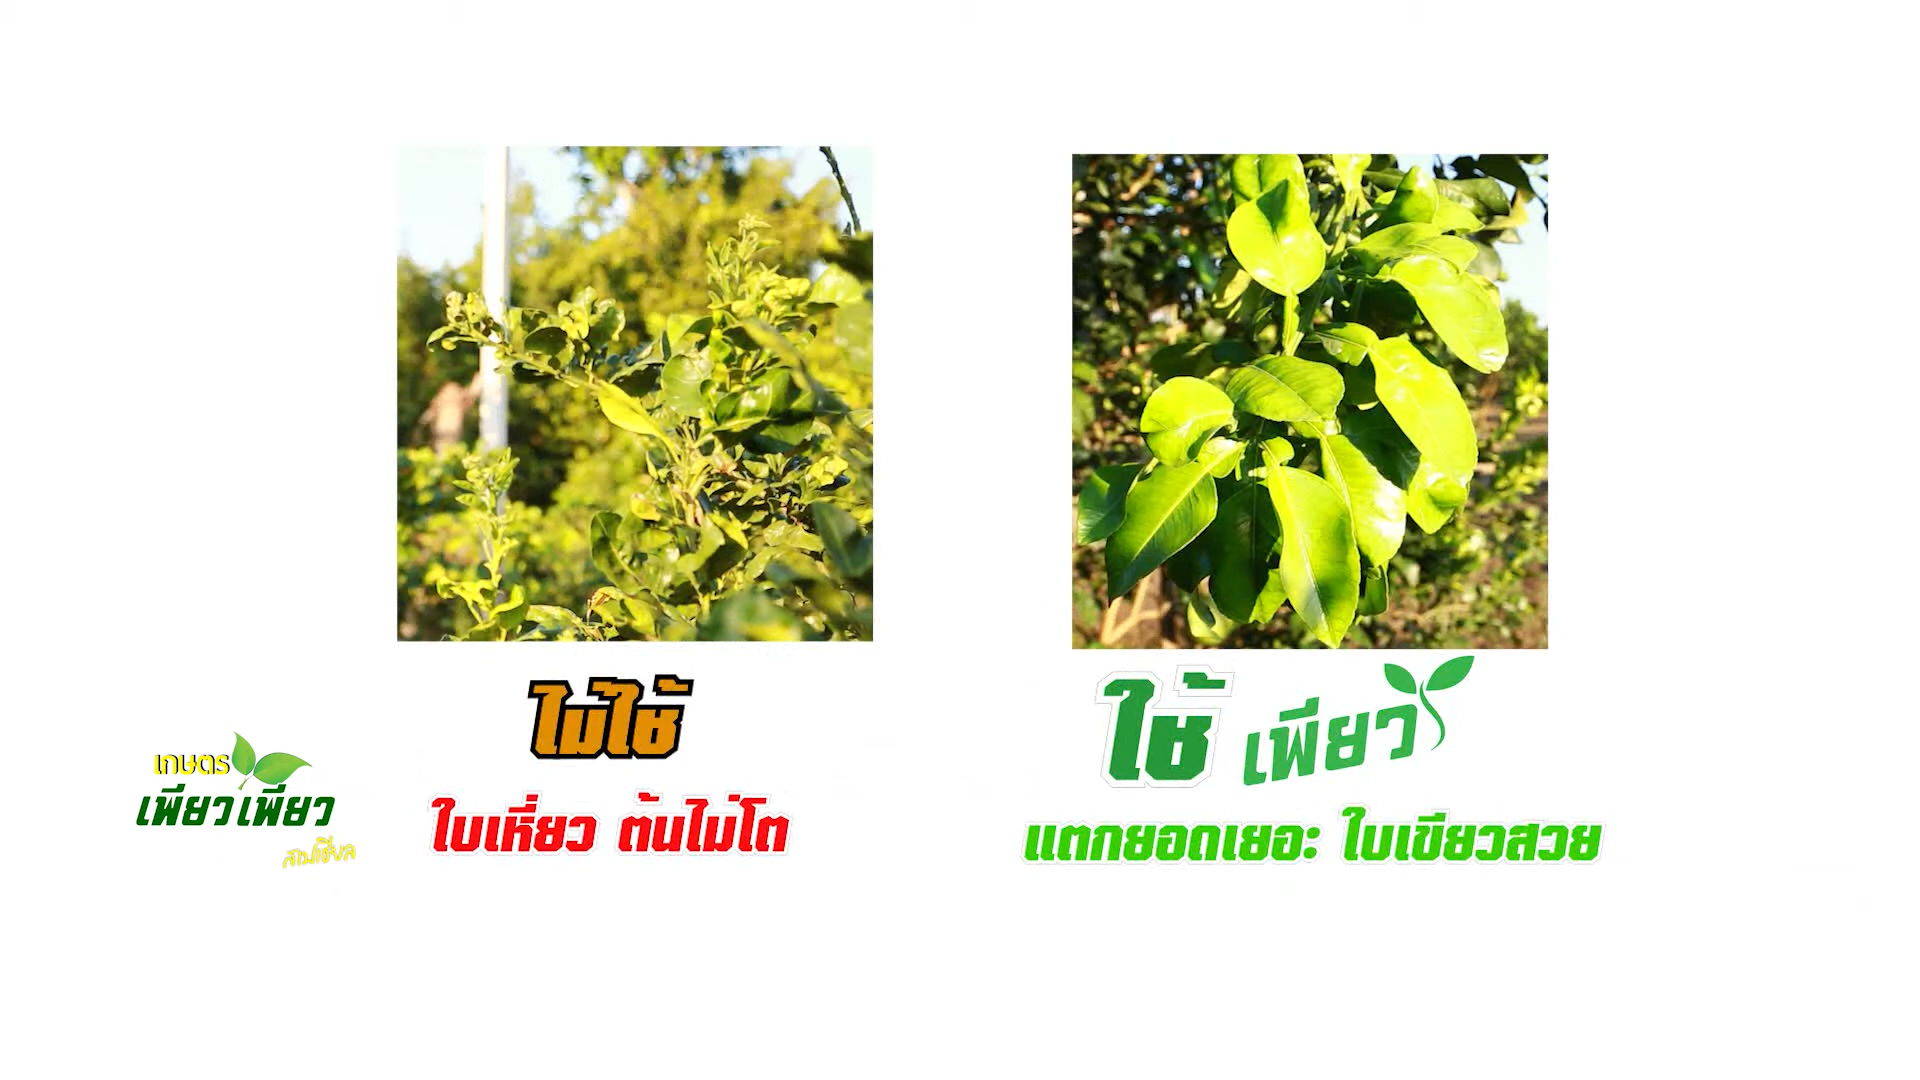 ไม่ใช้
ใบเหี่ยว ต้นไม่โต
ใช้ เพียว
แตกยอดเยอะ ใบเขียวสวย
เกษตร
เพียวเพียว